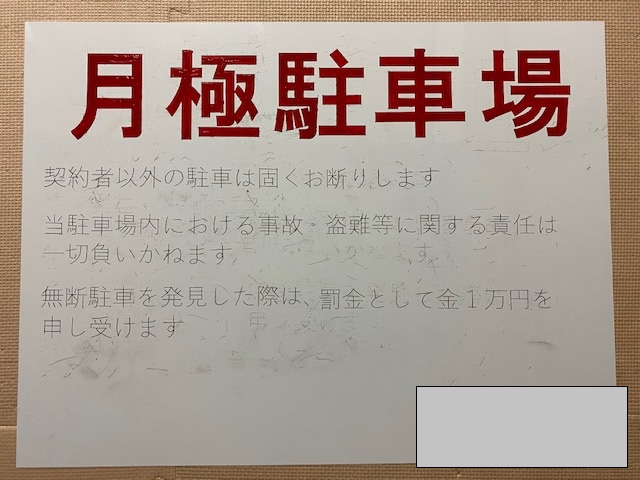 月極駐車場
契約者以外の駐車は固くお断りします
当駐車場内における事故・盗難等に関する責任は
一切負いかねます
無断駐車を発見した際は、罰金として金１万円を
申し受けます